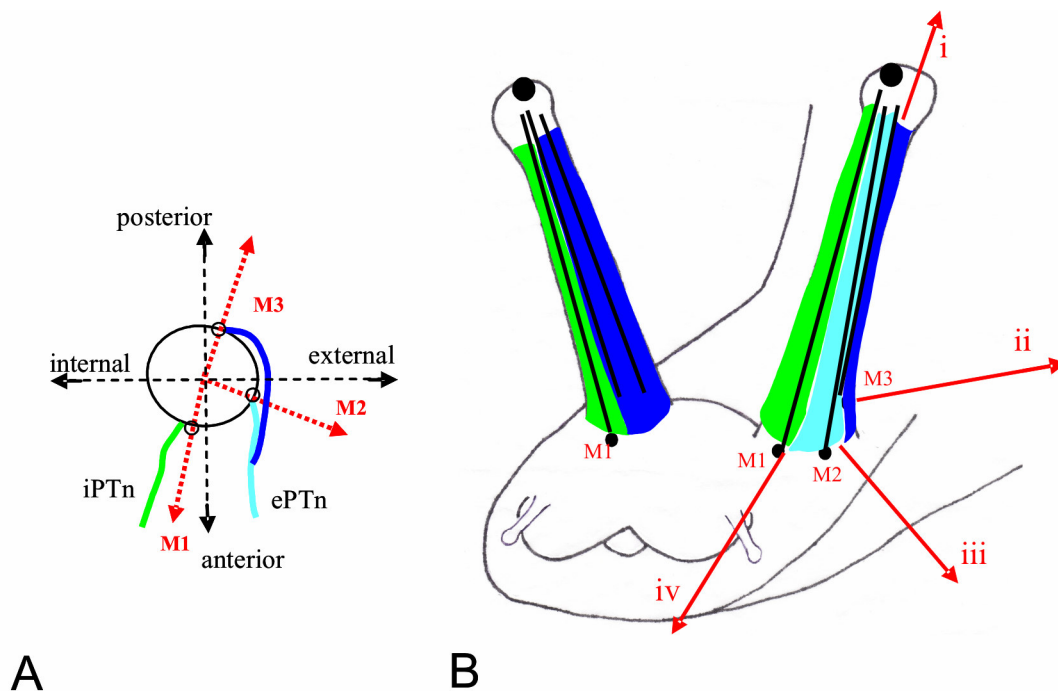 posterior
M3
internal
external
M2
iPTn
ePTn
M1
anterior
A
i
ii
M3
M1
M1
M2
iii
iv
B